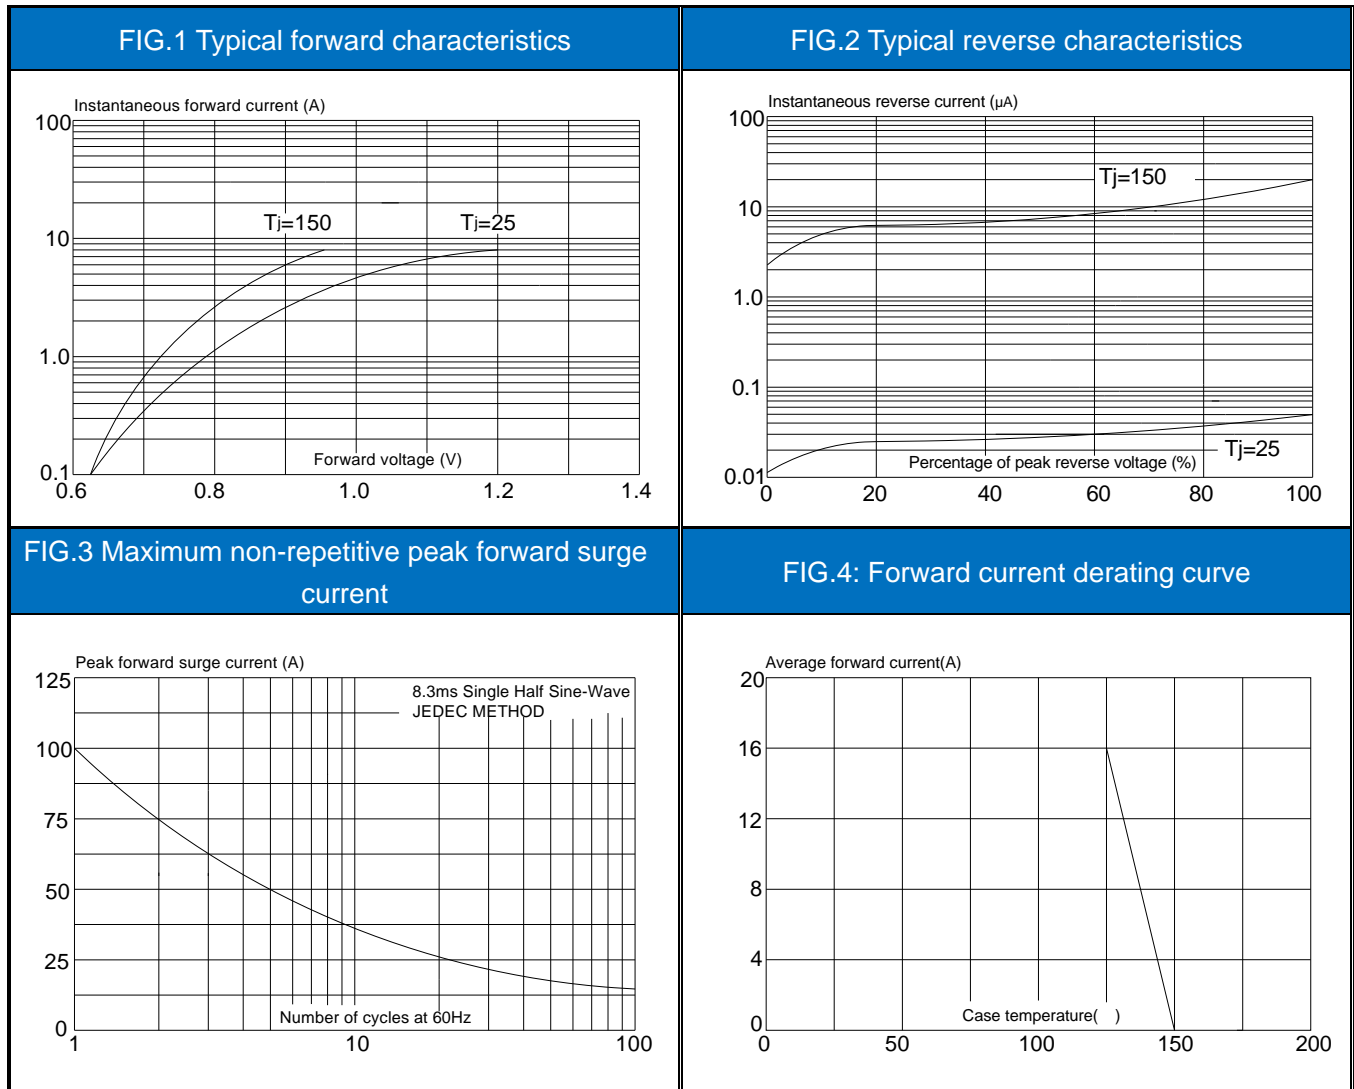 FIG.1 Typical forward characteristics
Instantaneous forward current (A)
100
10
1.0
0.1
Tj=150
Tj=25
Forward voltage (V)
0.6
0.8
1.0
1.2
1.4
FIG.2 Typical reverse characteristics
Instantaneous reverse current (μA)
100
10
1.0
0.1
0.01
Tj=150
Tj=25
Percentage of peak reverse voltage (%)
0
20
40
60
80
100
FIG.3 Maximum non-repetitive peak forward surge
current
Peak forward surge current (A)
125
100
75
50
25
0
8.3ms Single Half Sine-Wave
JEDEC METHOD
Number of cycles at 60Hz
1
10
100
FIG.4: Forward current derating curve
Average forward current(A)
20
16
12
8
4
0
Case temperature( )
0
50
100
150
200